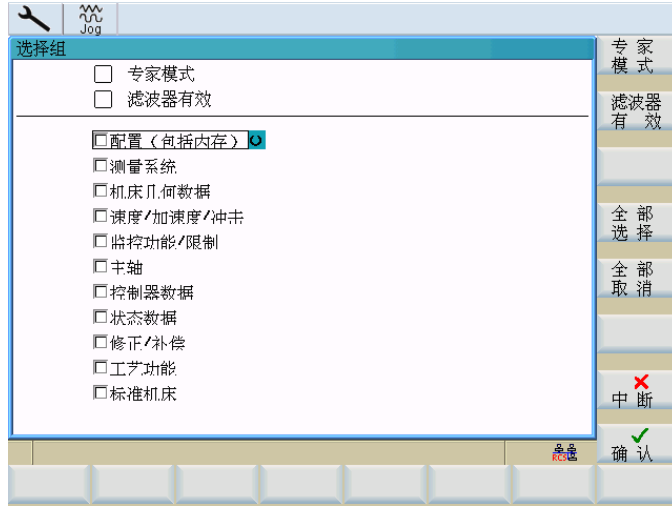 Jog
选择组
专家模式
滤波器有效
配置（包括内存）
测量系统
机床几何数据
速度/加速度/冲击
监控功能/限制
主轴
控制器数据
状态数据
修正/补偿
工艺功能
标准机床
专家
模式
滤波器
有效
全部
选择
全部
取消
中断
确认
RCS